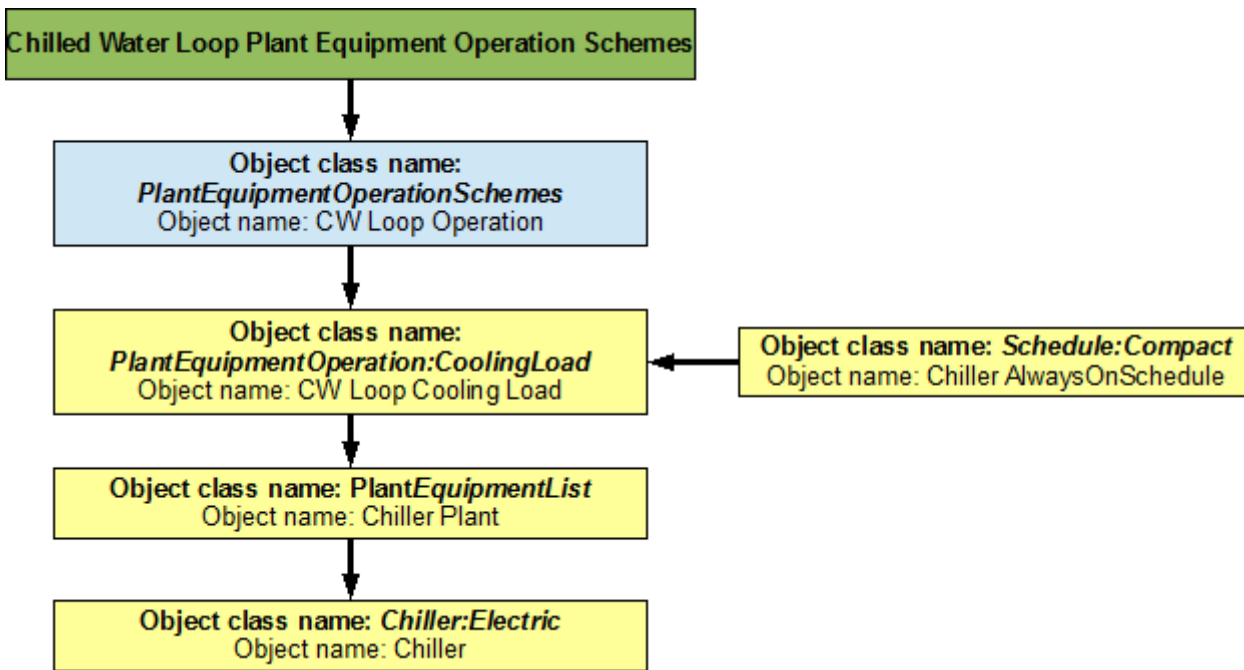 Chilled Water Loop Plant Equipment Operation Schemes
Object class name:
PlantEquipmentOperationSchemes
Object name: CW Loop Operation
Object class name:
PlantEquipmentOperation:CoolingLoad
Object name: CW Loop Cooling Load
Object class name: Schedule:Compact
Object name: Chiller AlwaysOnSchedule
Object class name: PlantEquipmentList
Object name: Chiller Plant
Object class name: Chiller:Electric
Object name: Chiller